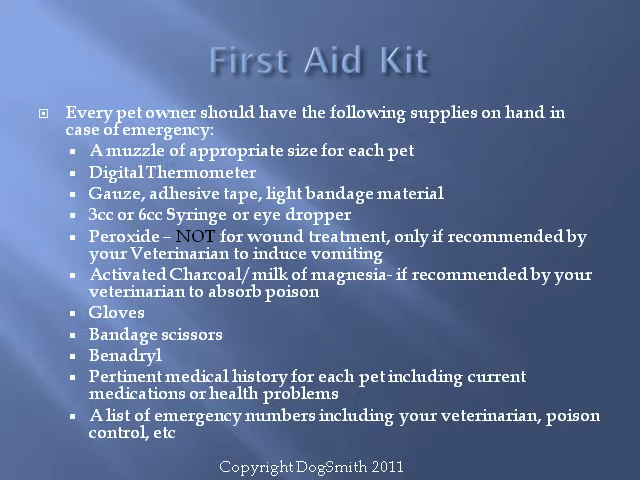 First Aid Kit
Every pet owner should have the following supplies on hand in
case of emergency:
A muzzle of appropriate size for each pet
Digital Thermometer
Gauze, adhesive tape, light bandage material
3cc or 6cc Syringe or eye dropper
Peroxide – NOT for wound treatment, only if recommended by
your Veterinarian to induce vomiting
Activated Charcoal/milk of magnesia- if recommended by your
veterinarian to absorb poison
Gloves
Bandage scissors
Benadryl
Pertinent medical history for each pet including current
medications or health problems
A list of emergency numbers including your veterinarian, poison
control, etc
Copyright DogSmith 2011